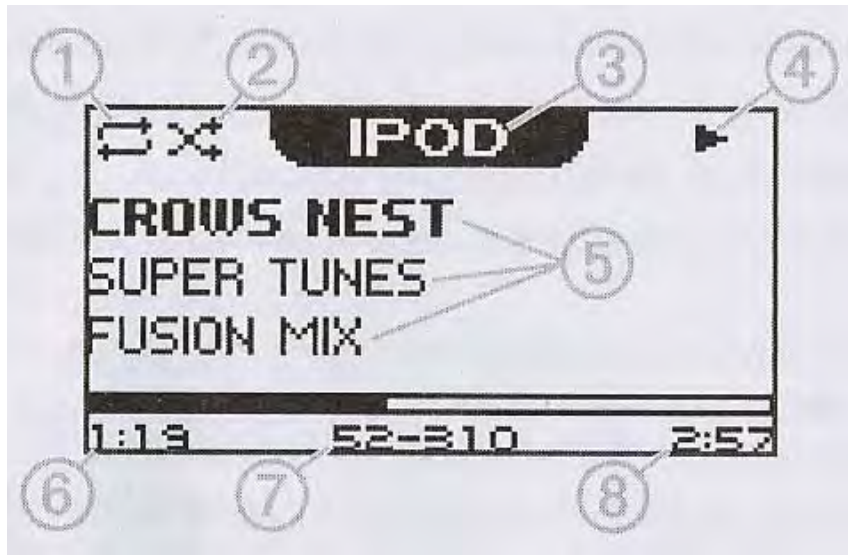 1 2 3 4
IPOD
CROWS NEST
SUPER TUNES
5
FUSION MIX
1:19 52-310 2:57
6 7 8